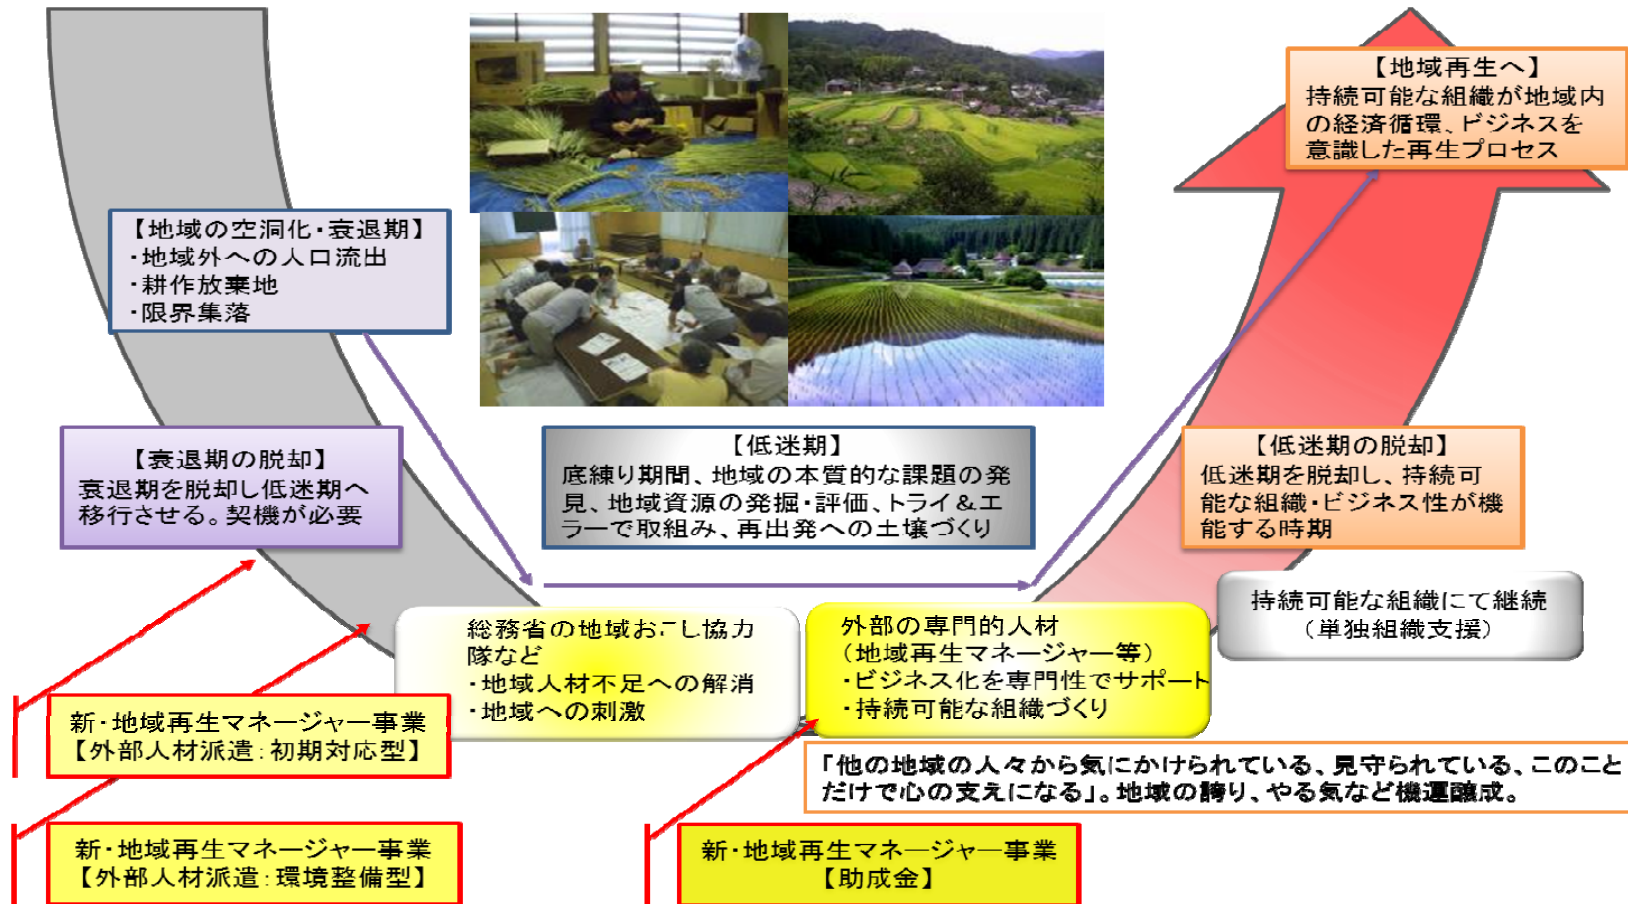 【地域の空洞化・衰退期】
・地域外への人口流出
・耕作放棄地
・限界集落
【地域再生へ】
持続可能な組織が地域内
の経済循環、ビジネスを
意識した再生プロセス
【衰退期の脱却】
衰退期を脱却し低迷期へ
移行させる。契機が必要
【低迷期】
底練り期間、地域の本質的な課題の発
見、地域資源の発掘・評価、トライ&エ
ラーで取組み、再出発への土壌づくり
【低迷期の脱却】
低迷期を脱却し、持続可
能な組織・ビジネス性が機
能する時期
総務省の地域おこし協力
隊など
・地域人材不足への解消
・地域への刺激
外部の専門的人材
(地域再生マネージャー等)
・ビジネス化を専門性でサポート
・持続可能な組織づくり
持続可能な組織にて継続
(単独組織支援)
新・地域再生マネージャー事業
【外部人材派遣:初期対応型】
「他の地域の人々から気にかけられている、見守られている、このこと
だけで心の支えになる」。地域の誇り、やる気など機運醸成。
新・地域再生マネージャー事業
【外部人材派遣:環境整備型】
新・地域再生マネージャー事業
【助成金】